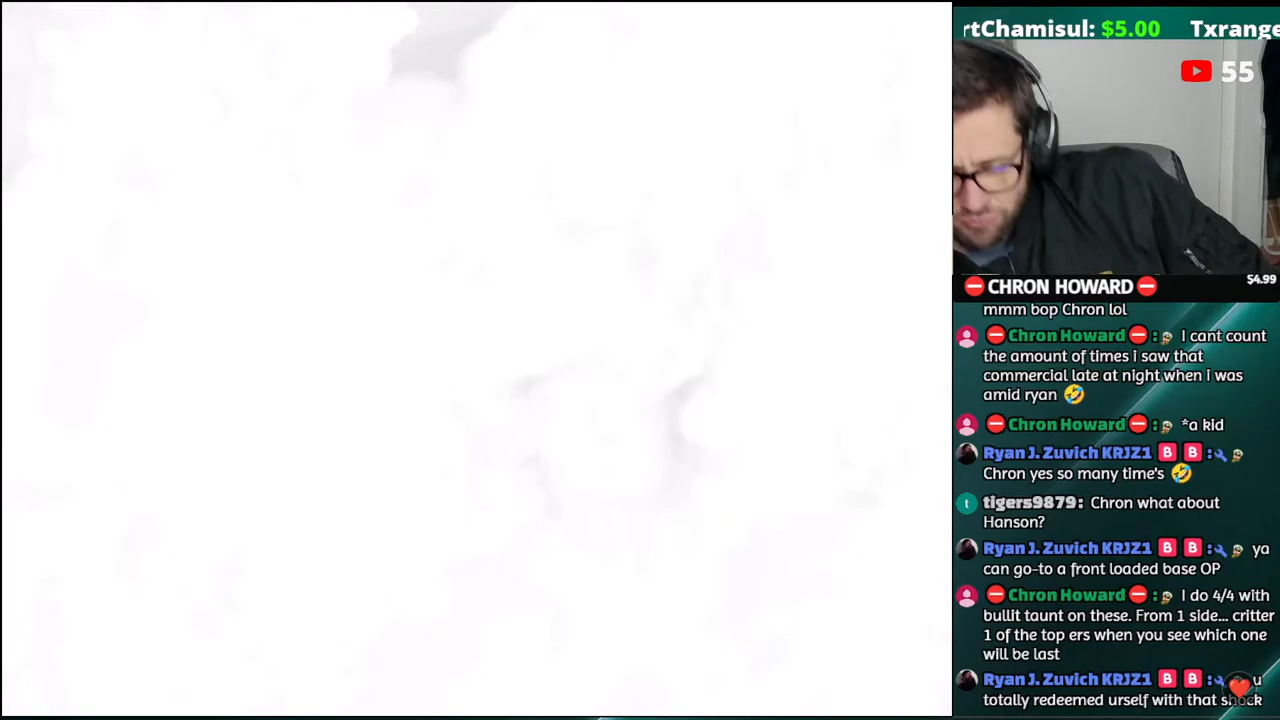 rtChamisul: $5.00 Txrange
55
CHRON HOWARD
$4.99
mmm bop Chron lol
Chron Howard : I cant count
the amount of times i saw that
commercial late at night when i was
amid ryan
Chron Howard : *a kid
Ryan J. Zuvich KRJZ1 B B :
Chron yes so many time's
t tigers9879: Chron what about
Hanson?
Ryan J. Zuvich KRJZ1 B B : ya
can go-to a front loaded base OP
Chron Howard : I do 4/4 with
bullit taunt on these. From 1 side... critter
1 of the top ers when you see which one
will be last
Ryan J. Zuvich KRJZ1 B B : u
totally redeemed urself with that shock